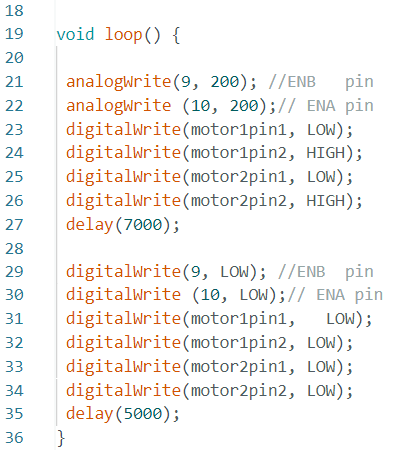 18
19 void loop() {
20
21 analogWrite(9, 200); //ENB   pin
22 analogWrite (10, 200);// ENA pin
23 digitalWrite(motor1pin1, LOW);
24 digitalWrite(motor1pin2, HIGH);
25 digitalWrite(motor2pin1, LOW);
26 digitalWrite(motor2pin2, HIGH);
27 delay(7000);
28
29 digitalWrite(9, LOW); //ENB  pin
30 digitalWrite (10, LOW);// ENA pin
31 digitalWrite(motor1pin1,   LOW);
32 digitalWrite(motor1pin2, LOW);
33 digitalWrite(motor2pin1, LOW);
34 digitalWrite(motor2pin2, LOW);
35 delay(5000);
36 }